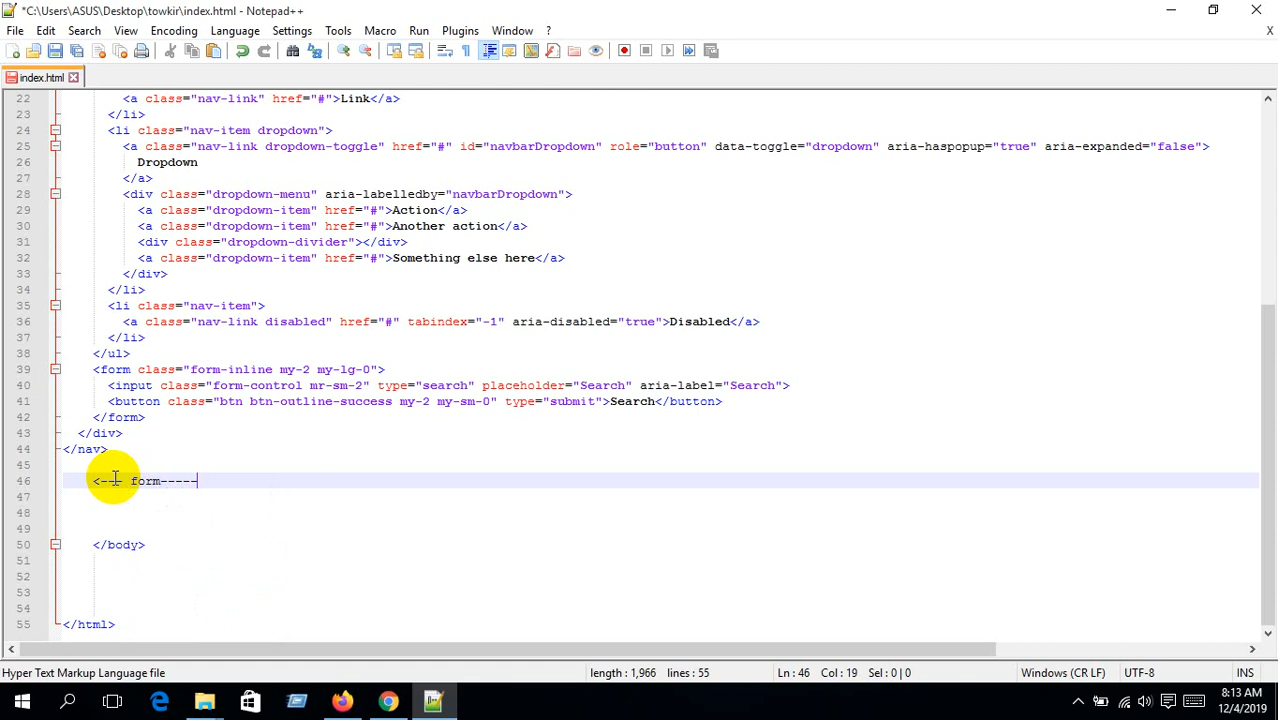 *C:\Users\ASUS\Desktop\towkir\index.html - Notepad++
File Edit Search View Encoding Language Settings Tools Macro Run Plugins Window ? X
index.html
22 <a class="nav-link" href="#">Link</a>
23 </li>
24 <li class="nav-item dropdown">
25 <a class="nav-link dropdown-toggle" href="#" id="navbarDropdown" role="button" data-toggle="dropdown" aria-haspopup="true" aria-expanded="false">
26 Dropdown
27 </a>
28 <div class="dropdown-menu" aria-labelledby="navbarDropdown">
29 <a class="dropdown-item" href="#">Action</a>
30 <a class="dropdown-item" href="#">Another action</a>
31 <div class="dropdown-divider"></div>
32 <a class="dropdown-item" href="#">Something else here</a>
33 </div>
34 </li>
35 <li class="nav-item">
36 <a class="nav-link disabled" href="#" tabindex="-1" aria-disabled="true">Disabled</a>
37 </li>
38 </ul>
39 <form class="form-inline my-2 my-lg-0">
40 <input class="form-control mr-sm-2" type="search" placeholder="Search" aria-label="Search">
41 <button class="btn btn-outline-success my-2 my-sm-0" type="submit">Search</button>
42 </form>
43 </div>
44 </nav>
45
46 <--- form-----
47
48
49
50 </body>
51
52
53
54
55 </html>
Hyper Text Markup Language file length : 1,966 lines : 55 Ln : 46 Col : 19 Sel : 0 | 0 Windows (CR LF) UTF-8 INS
8:13 AM
12/4/2019